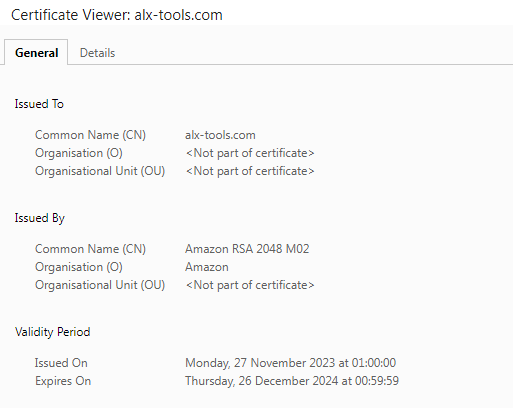 Certificate Viewer: alx-tools.com
General Details
Issued To
Common Name (CN) alx-tools.com
Organisation (O) <Not part of certificate>
Organisational Unit (OU) <Not part of certificate>
Issued By
Common Name (CN) Amazon RSA 2048 M02
Organisation (O) Amazon
Organisational Unit (OU) <Not part of certificate>
Validity Period
Issued On Monday, 27 November 2023 at 01:00:00
Expires On Thursday, 26 December 2024 at 00:59:59